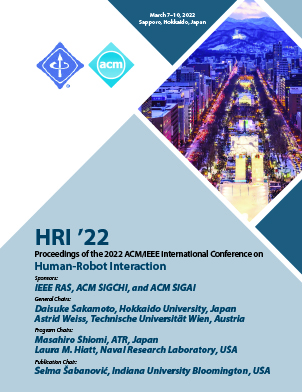 March 7–10, 2022
Sapporo, Hokkaido, Japan
acm
HRI ’22
Proceedings of the 2022 ACM/IEEE International Conference on
Human-Robot Interaction
Sponsors:
IEEE RAS, ACM SIGCHI, and ACM SIGAI
General Chairs:
Daisuke Sakamoto, Hokkaido University, Japan
Astrid Weiss, Technische Universität Wien, Austria
Program Chairs:
Masahiro Shiomi, ATR, Japan
Laura M. Hiatt, Naval Research Laboratory, USA
Publication Chair:
Selma Šabanović, Indiana University Bloomington, USA